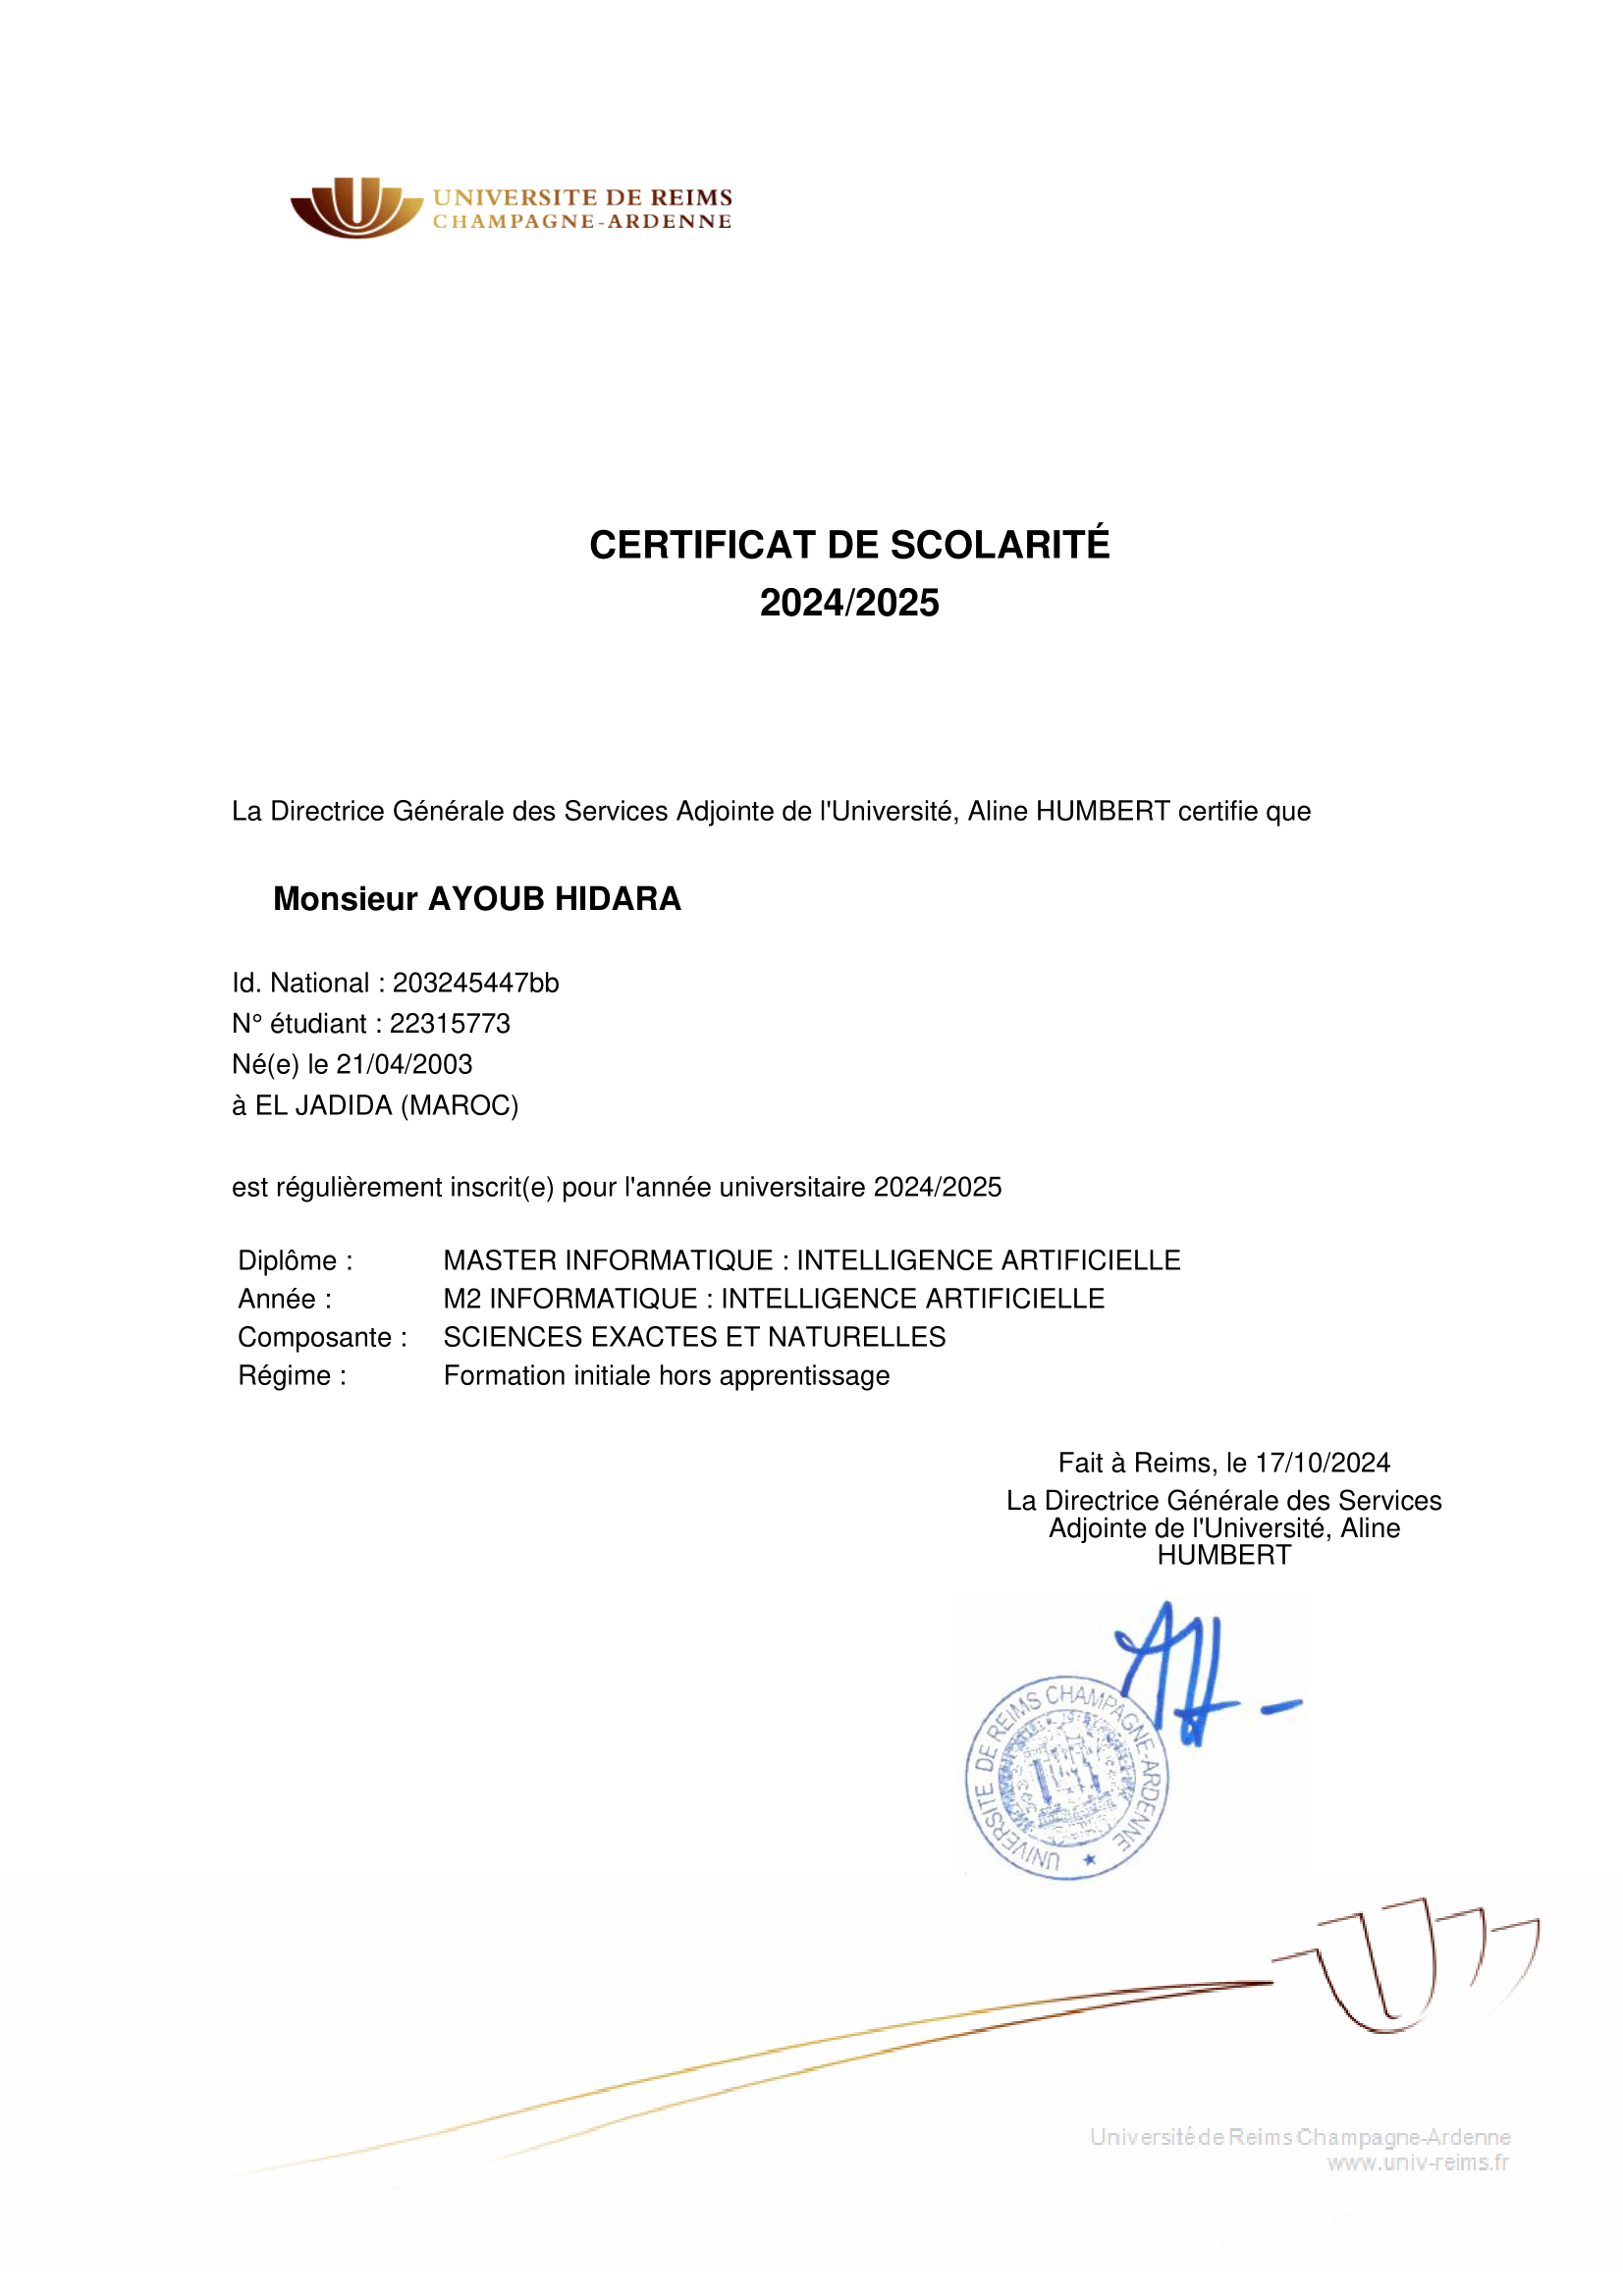 UNIVERSITE DE REIMS
CHAMPAGNE-ARDENNE
CERTIFICAT DE SCOLARITÉ
2024/2025
La Directrice Générale des Services Adjointe de l'Université, Aline HUMBERT certifie que
Monsieur AYOUB HIDARA
Id. National : 203245447bb
N° étudiant : 22315773
Né(e) le 21/04/2003
à EL JADIDA (MAROC)
est régulièrement inscrit(e) pour l'année universitaire 2024/2025
Diplôme : MASTER INFORMATIQUE : INTELLIGENCE ARTIFICIELLE
Année : M2 INFORMATIQUE : INTELLIGENCE ARTIFICIELLE
Composante : SCIENCES EXACTES ET NATURELLES
Régime : Formation initiale hors apprentissage
Fait à Reims, le 17/10/2024
La Directrice Générale des Services
Adjointe de l'Université, Aline
HUMBERT
UNIVERSITE DE REIMS CHAMPAGNE-ARDENNE
Université de Reims Champagne-Ardenne
www.univ-reims.fr